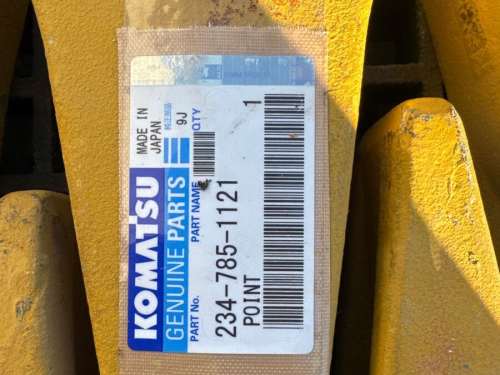 KOMATSU
GENUINE PARTS
MADE IN
JAPAN
9J
PART No.
234-785-1121
PART NAME
POINT
QTY
1